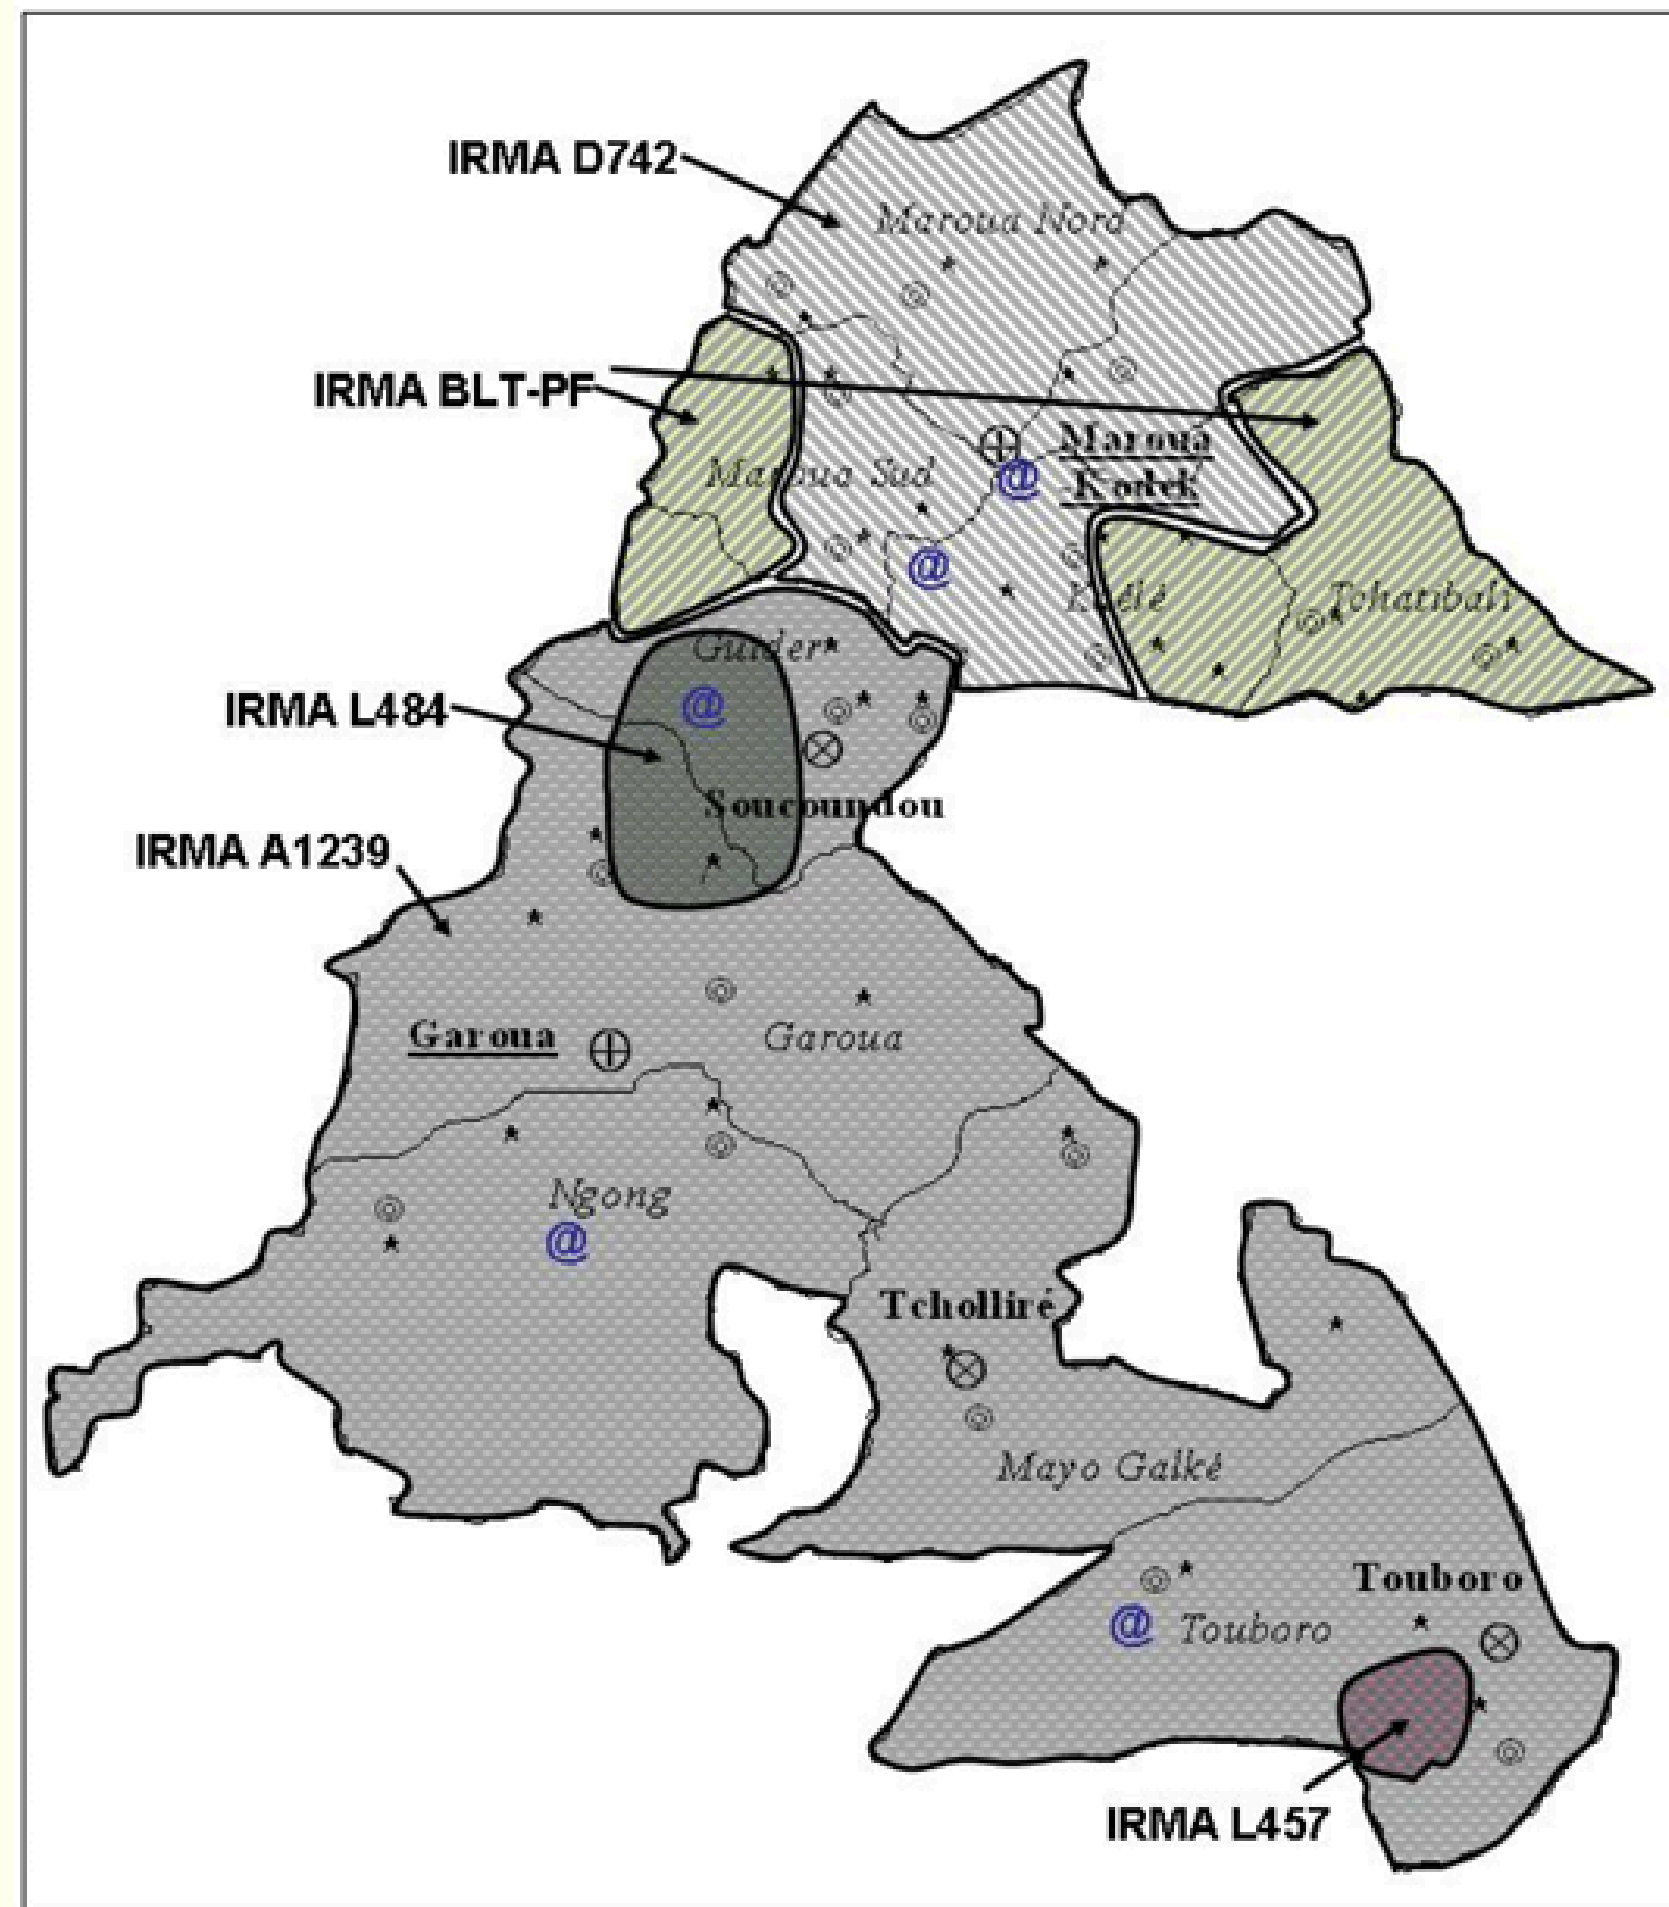 IRMA D742
Maroua Nord
IRMA BLT-PF
Maroua
Maroua Sud
@
Kodek
@
Kaélé
Tchatibali
Guider
@
IRMA L484
Soucoundou
IRMA A1239
Garoua
Garoua
Ngong
@
Tcholliré
Mayo Galké
Touboro
@ Touboro
IRMA L457